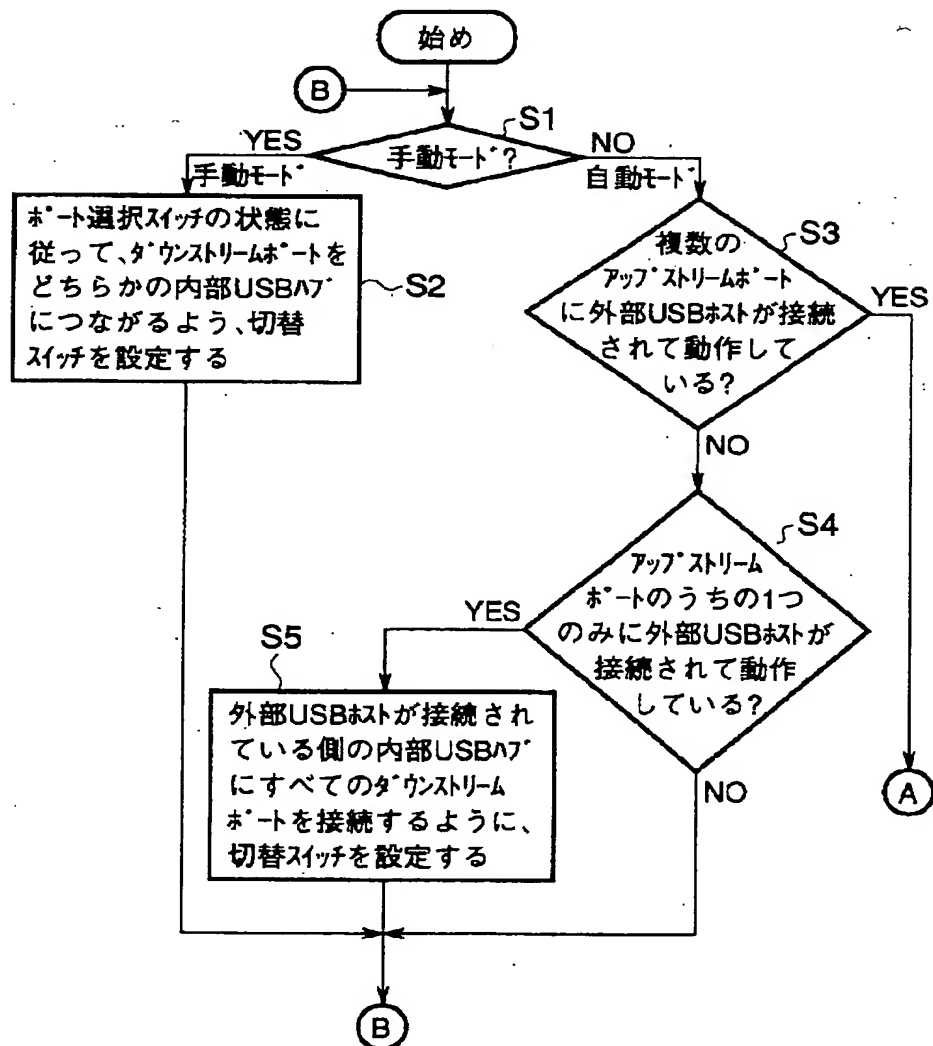 始め
B
S1
YES
手動モード?
NO
手動モード
自動モード
ポート選択スイッチの状態に
従って、ダウンストリームポートを
どちらかの内部USBハブ
につながるよう、切替
スイッチを設定する
S2
S3
複数の
アップストリームポート
に外部USBホストが接続
されて動作して
いる?
YES
NO
S4
アップストリーム
ポートのうちの1つ
のみに外部USBホストが
接続されて動作
している?
YES
S5
外部USBホストが接続され
ている側の内部USBハブ
にすべてのダウンストリーム
ポートを接続するように、
切替スイッチを設定する
NO
A
B